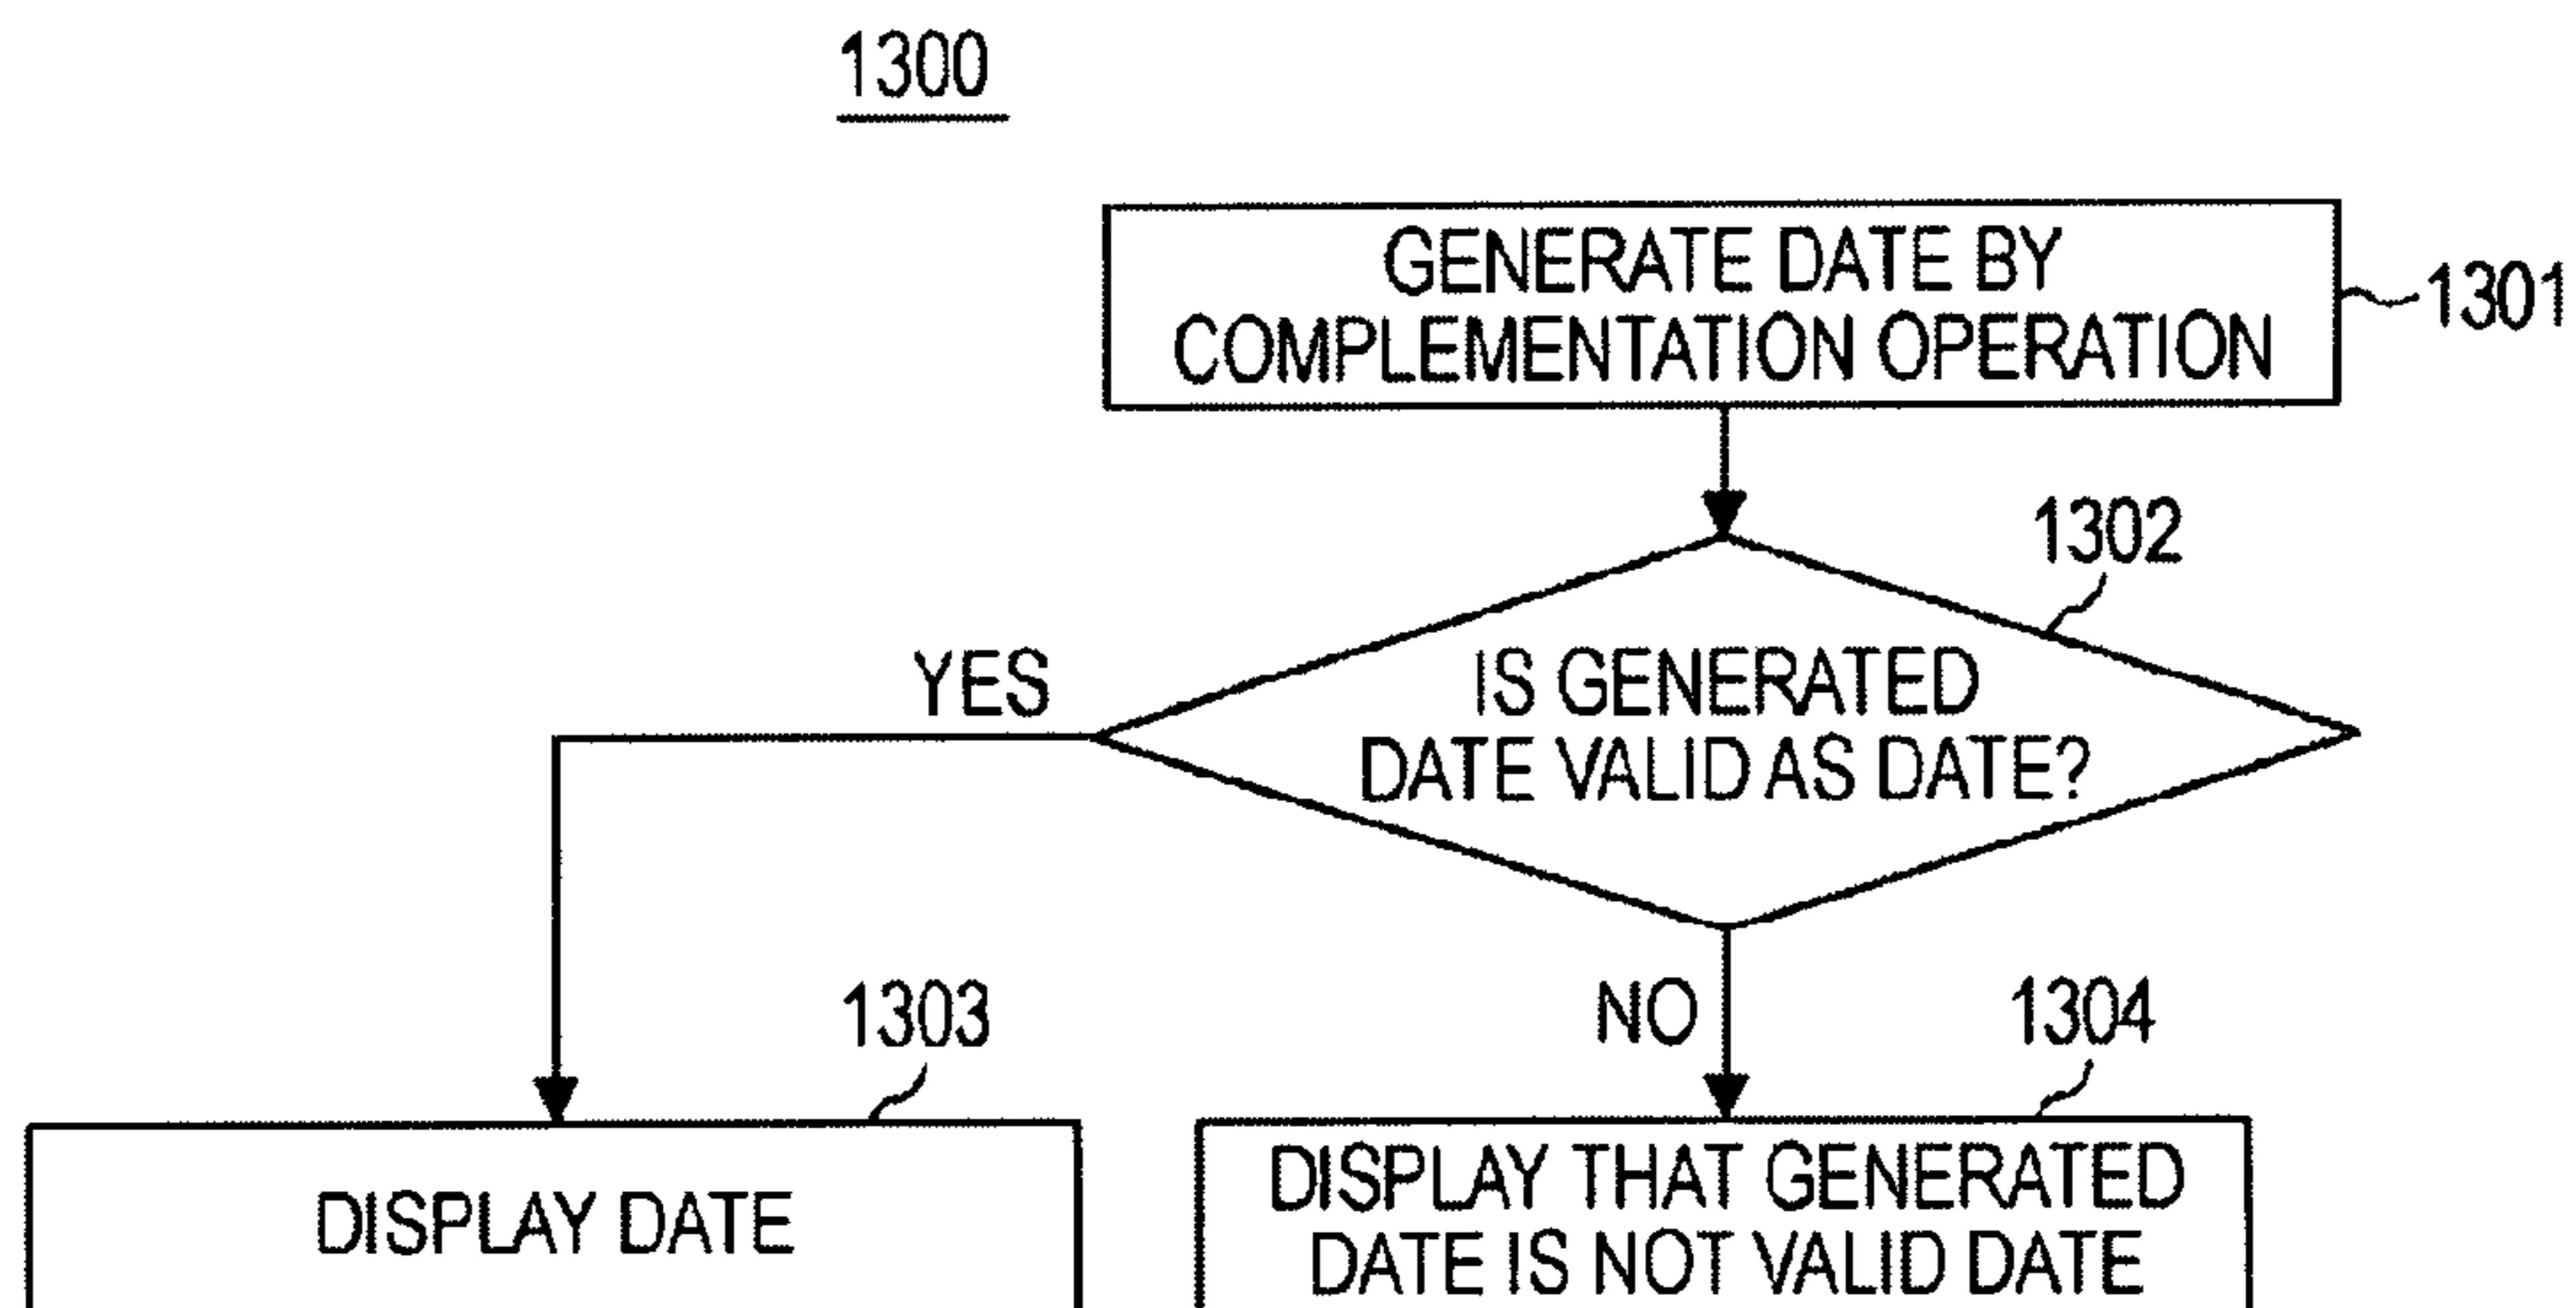 1300
GENERATE DATE BY
COMPLEMENTATION OPERATION
1301
1302
YES
IS GENERATED
DATE VALID AS DATE?
1303
NO
1304
DISPLAY DATE
DISPLAY THAT GENERATED
DATE IS NOT VALID DATE